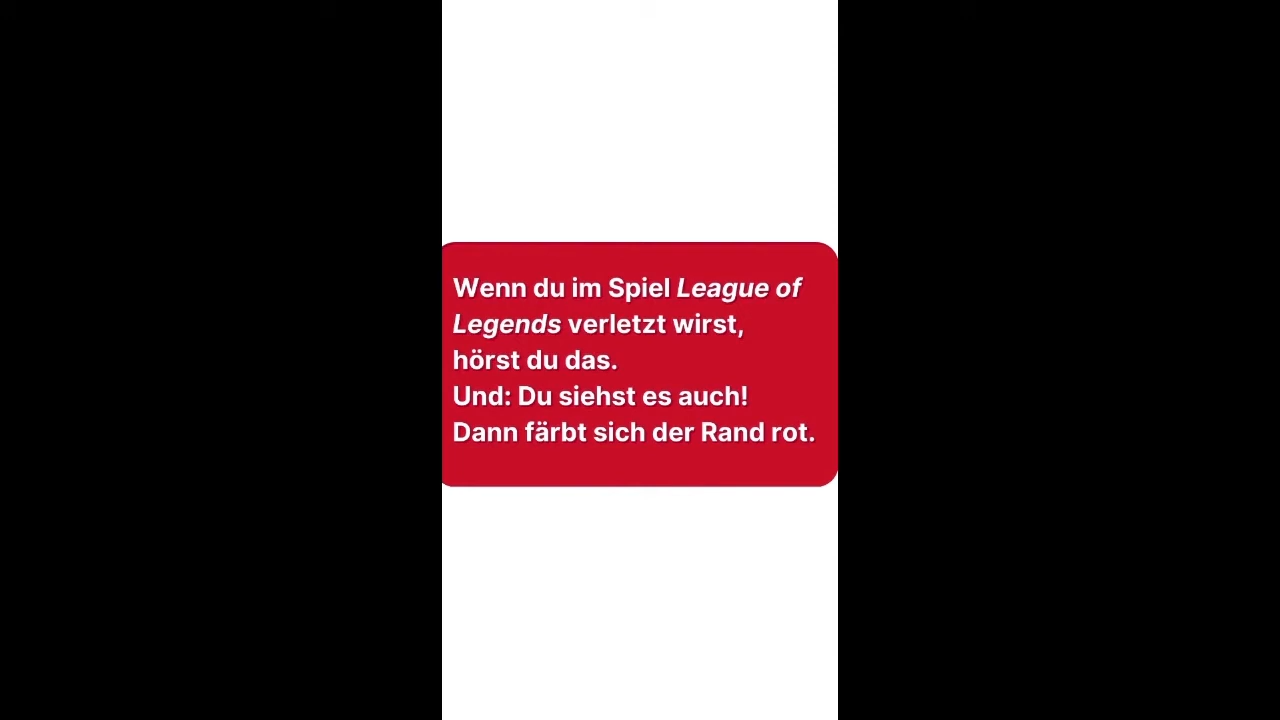 Wenn du im Spiel League of
Legends verletzt wirst,
hörst du das.
Und: Du siehst es auch!
Dann färbt sich der Rand rot.